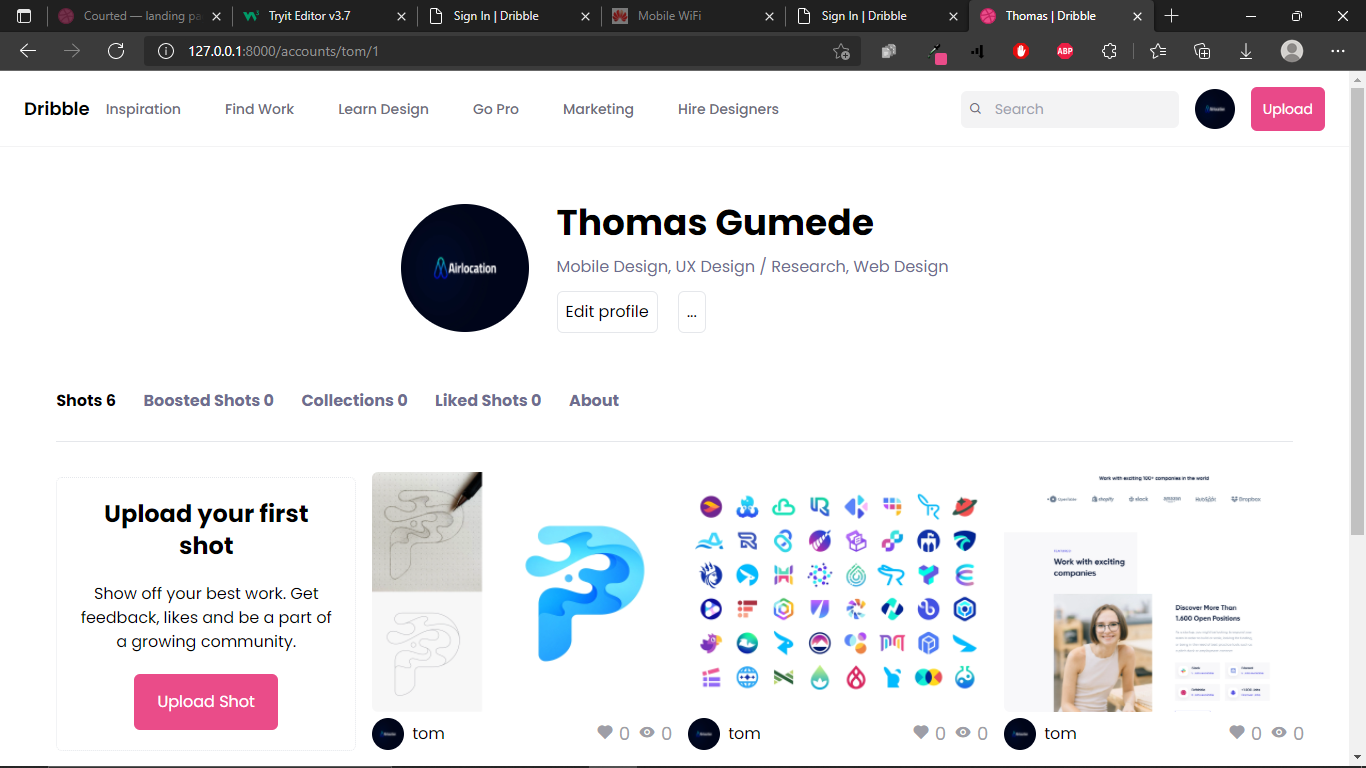 Courted — landing pa
Tryit Editor v3.7
Sign In | Dribble
Mobile WiFi
Sign In | Dribble
Thomas | Dribble
127.0.0.1:8000/accounts/tom/1
ABP
Dribble
Inspiration
Find Work
Learn Design
Go Pro
Marketing
Hire Designers
Search
Upload
Airlocation
Thomas Gumede
Mobile Design, UX Design / Research, Web Design
Edit profile
...
Shots 6
Boosted Shots 0
Collections 0
Liked Shots 0
About
Upload your first
shot
Show off your best work. Get
feedback, likes and be a part of
a growing community.
Upload Shot
tom
0
0
tom
0
0
Work with exciting 100+ companies in the world
shopify
slack
amazon
HubSpot
Dropbox
Work with exciting
companies
Discover More Than
1.600 Open Positions
tom
0
0